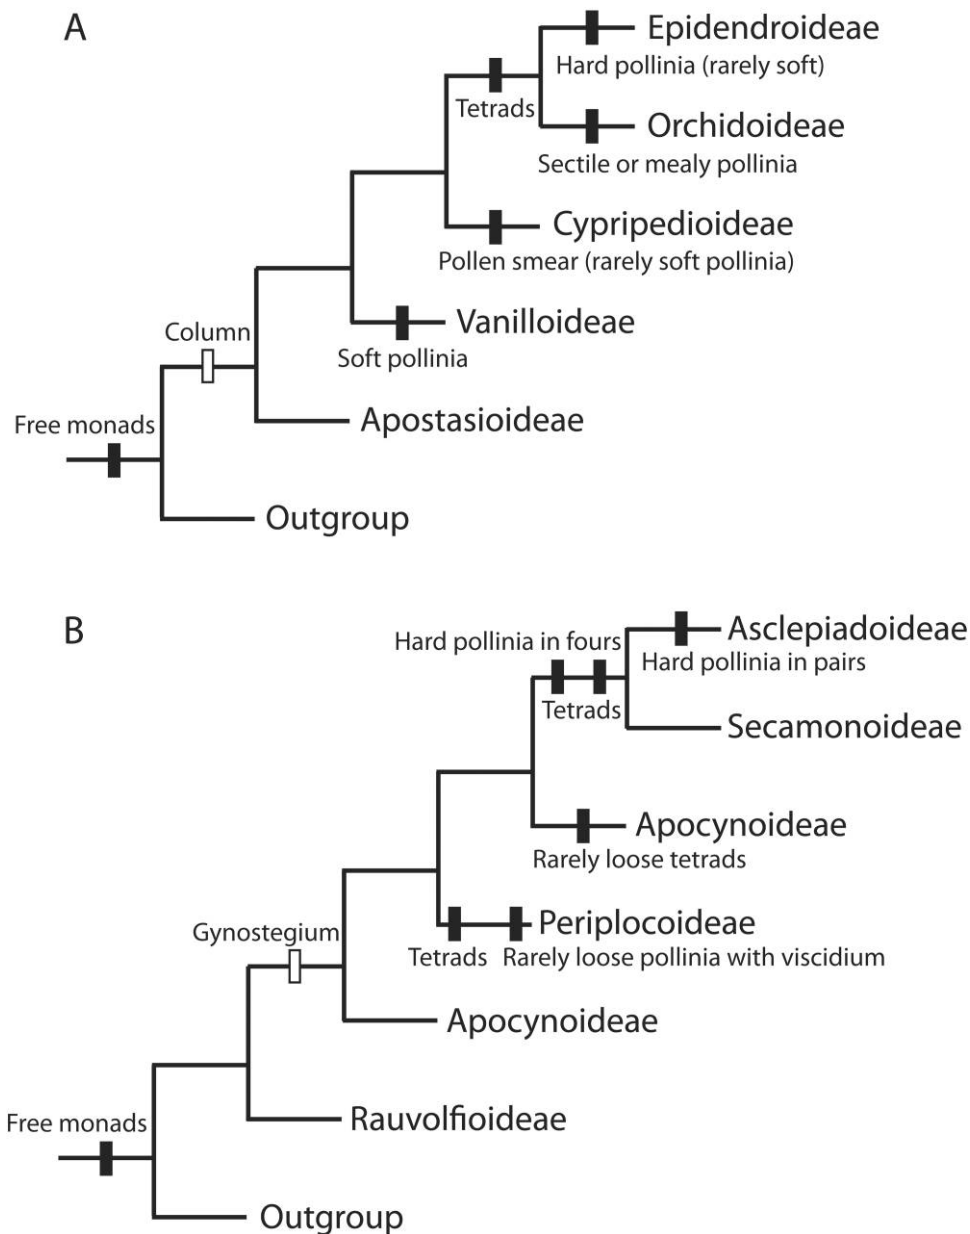 A
Epidendroideae
Hard pollinia (rarely soft)
Tetrads
Orchidoideae
Sectile or mealy pollinia
Cypripedioideae
Pollen smear (rarely soft pollinia)
Vanilloideae
Column
Soft pollinia
Apostasioideae
Free monads
Outgroup
B
Asclepiadoideae
Hard pollinia in fours
Hard pollinia in pairs
Tetrads
Secamonoideae
Apocynoideae
Rarely loose tetrads
Periplocoideae
Gynostegium
Tetrads
Rarely loose pollinia with viscidium
Apocynoideae
Rauvolfioideae
Free monads
Outgroup